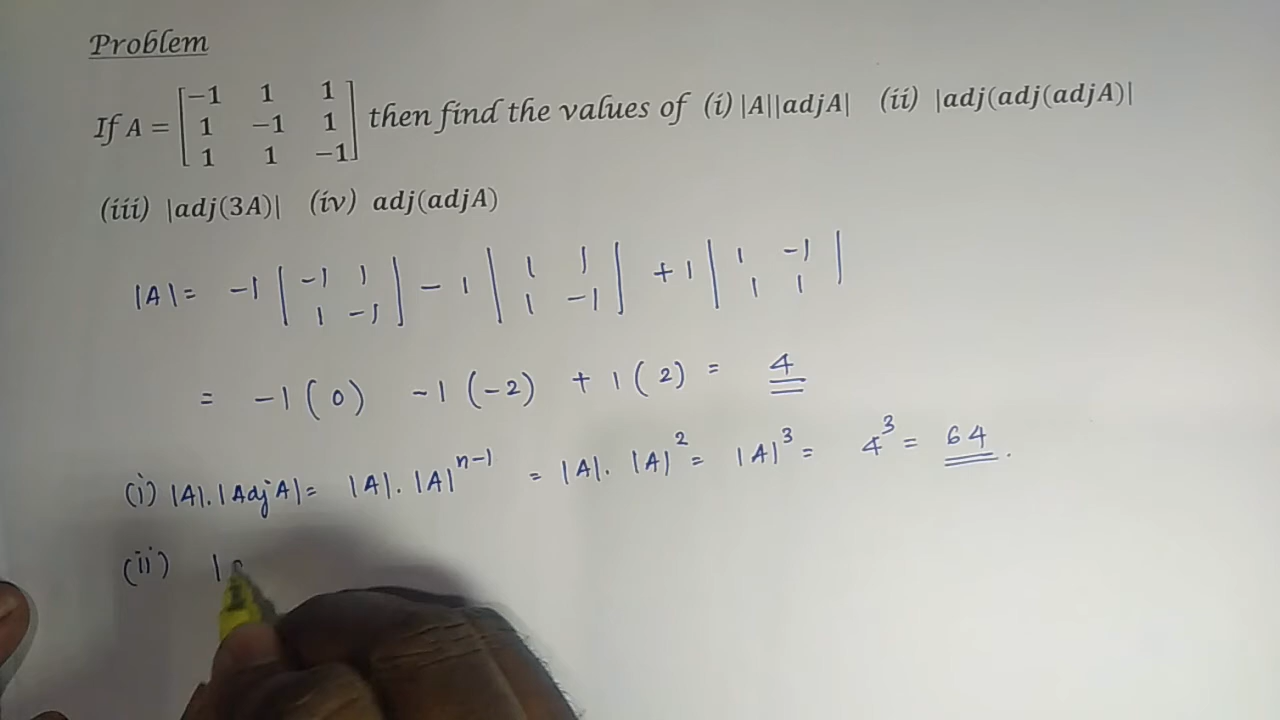 Problem
If A = [−1 1 1
1 −1 1
1 1 −1] then find the values of (i) |A||adjA| (ii) |adj(adj(adjA)|
(iii) |adj(3A)| (iv) adj(adjA)
|A| = -1 | -1 1 | - 1 | 1 1 | + 1 | 1 -1 |
| 1 -1 | | 1 -1 | | 1 1 |
= -1 (0) -1 (-2) + 1 (2) = 4
(i) |A|.|AdjA| = |A|. |A|^{n-1} = |A|. |A|^2 = |A|^3 = 4^3 = 64.
(ii) |